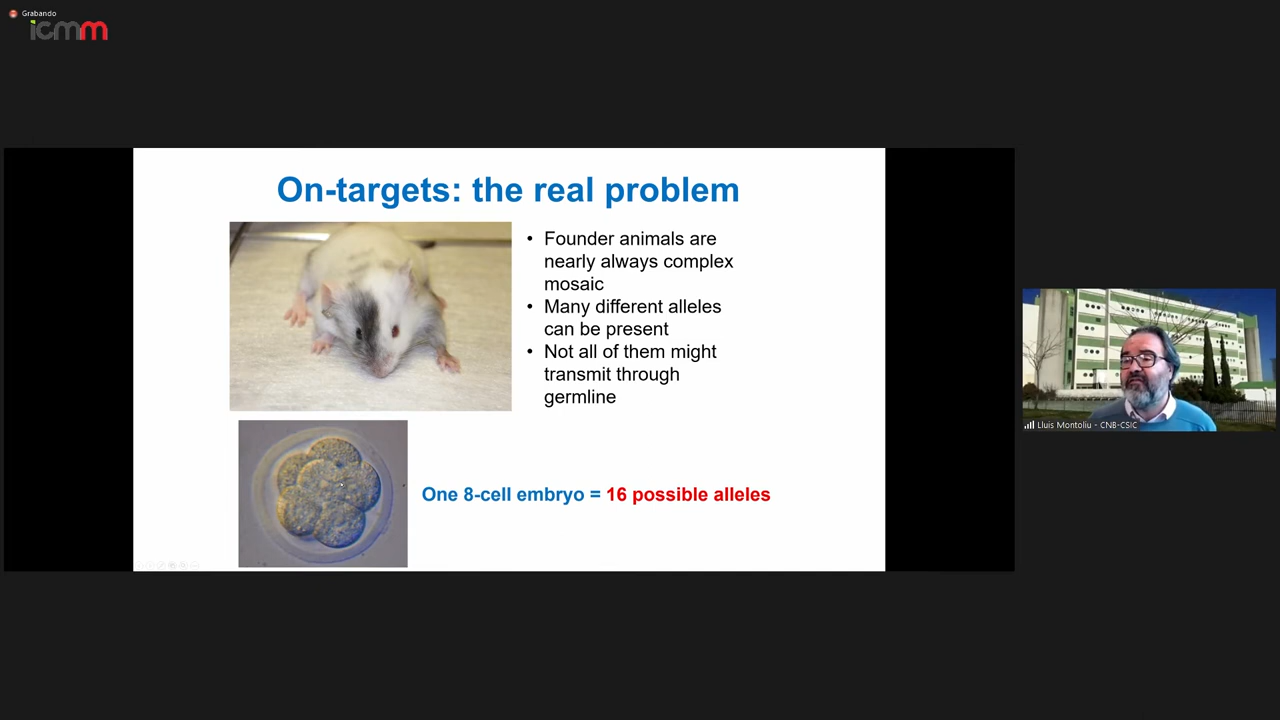 Grabando
icmm
On-targets: the real problem
• Founder animals are
nearly always complex
mosaic
• Many different alleles
can be present
• Not all of them might
transmit through
germline
One 8-cell embryo = 16 possible alleles
Lluis Montoliu - CNB-CSIC